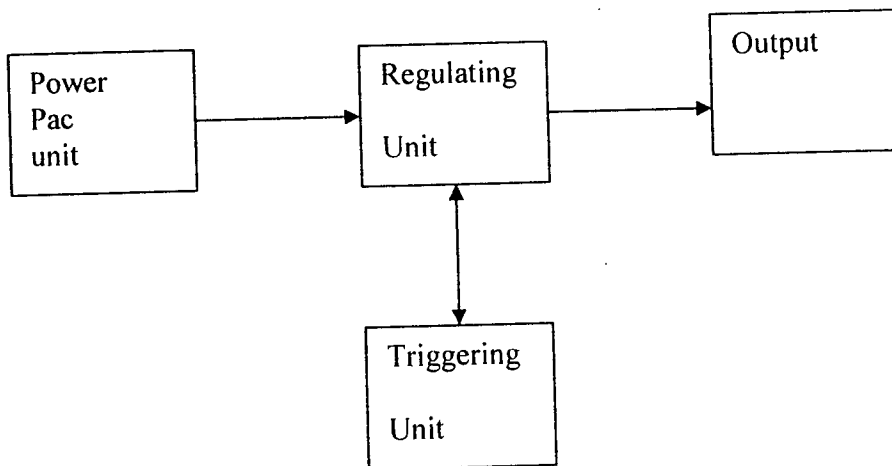 Power
Pac
unit
Regulating
Unit
Output
Triggering
Unit